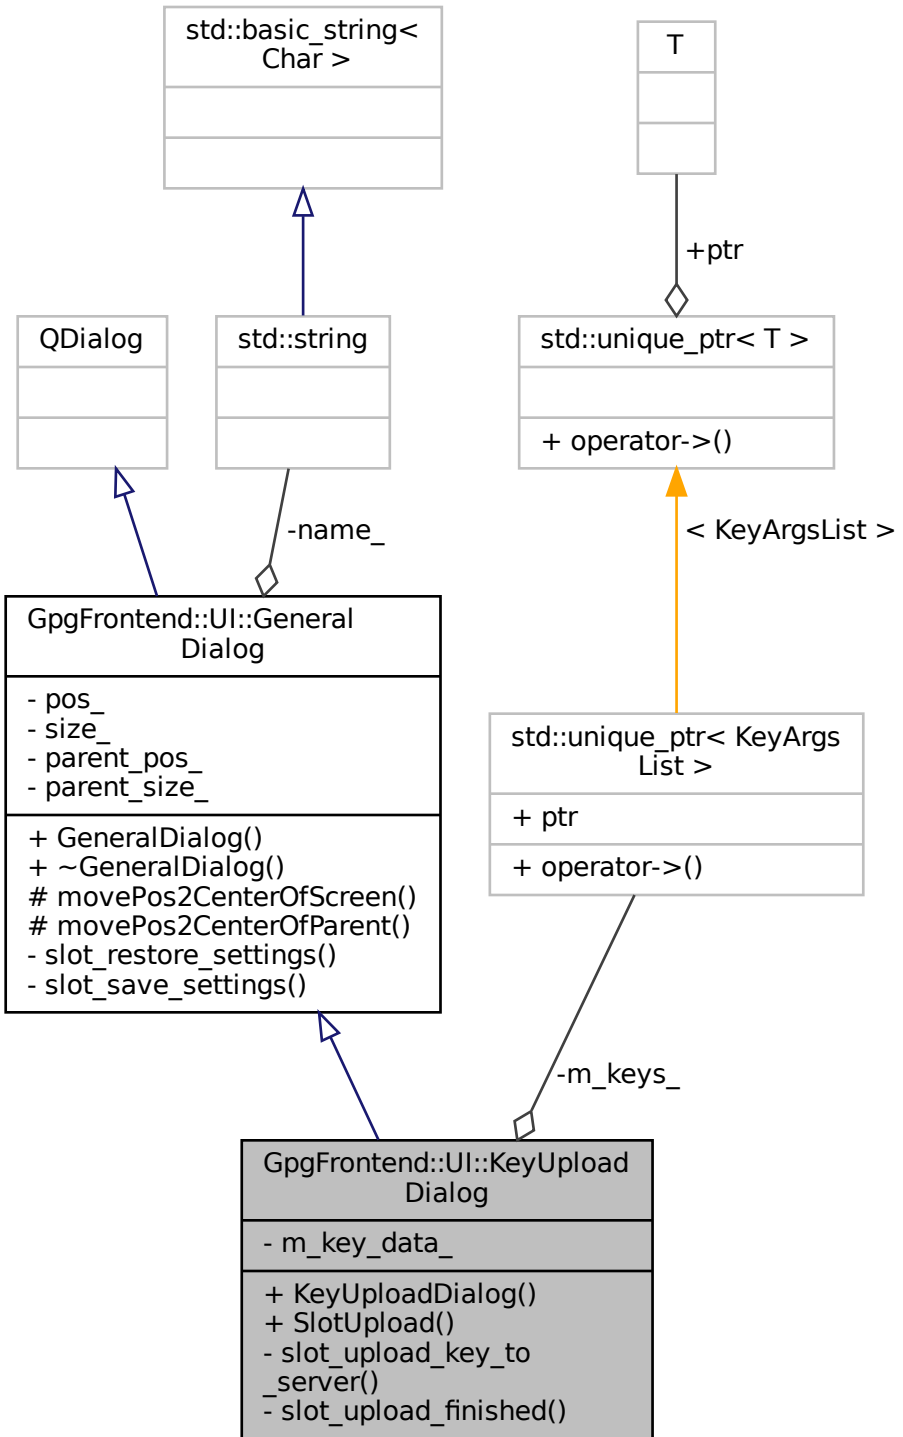 std::basic_string<
Char >
T
+ptr
QDialog
std::string
std::unique_ptr< T >
+ operator->()
-name_
< KeyArgsList >
GpgFrontend::UI::General
Dialog
- pos_
- size_
- parent_pos_
- parent_size_
+ GeneralDialog()
+ ~GeneralDialog()
# movePos2CenterOfScreen()
# movePos2CenterOfParent()
- slot_restore_settings()
- slot_save_settings()
std::unique_ptr< KeyArgs
List >
+ ptr
+ operator->()
-m_keys_
GpgFrontend::UI::KeyUpload
Dialog
- m_key_data_
+ KeyUploadDialog()
+ SlotUpload()
- slot_upload_key_to
_server()
- slot_upload_finished()